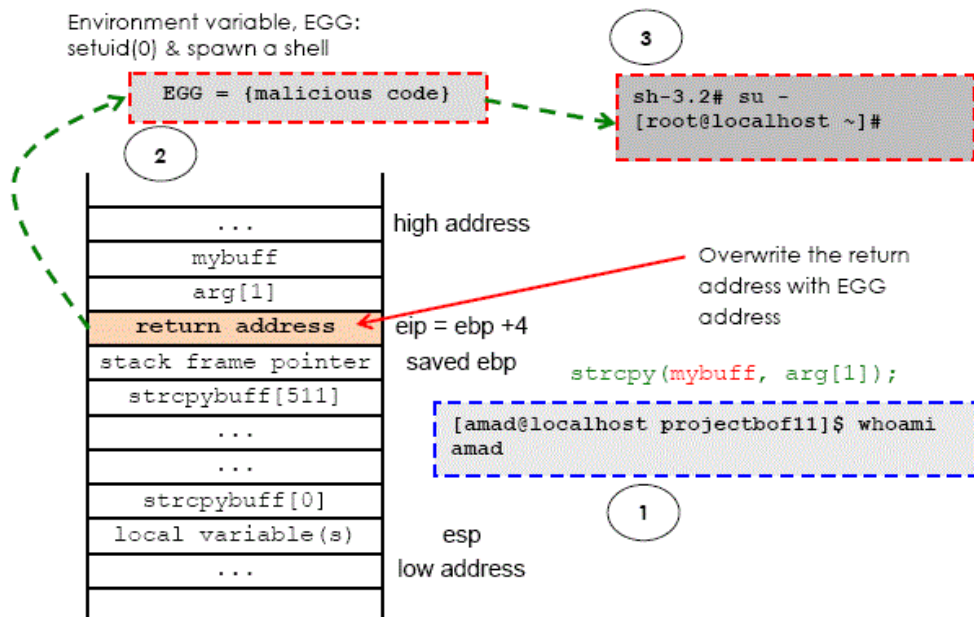 Environment variable, EGG:
setuid(0) & spawn a shell
3
EGG = {malicious code}
sh-3.2# su -
[root@localhost ~]#
2
...
high address
mybuff
arg[1]
Overwrite the return
address with EGG
address
return address
eip = ebp +4
stack frame pointer
saved ebp
strcpybuff[511]
strcpy(mybuff, arg[1]);
...
[amad@localhost projectbof11]$ whoami
amad
...
strcpybuff[0]
1
local variable(s)
esp
...
low address